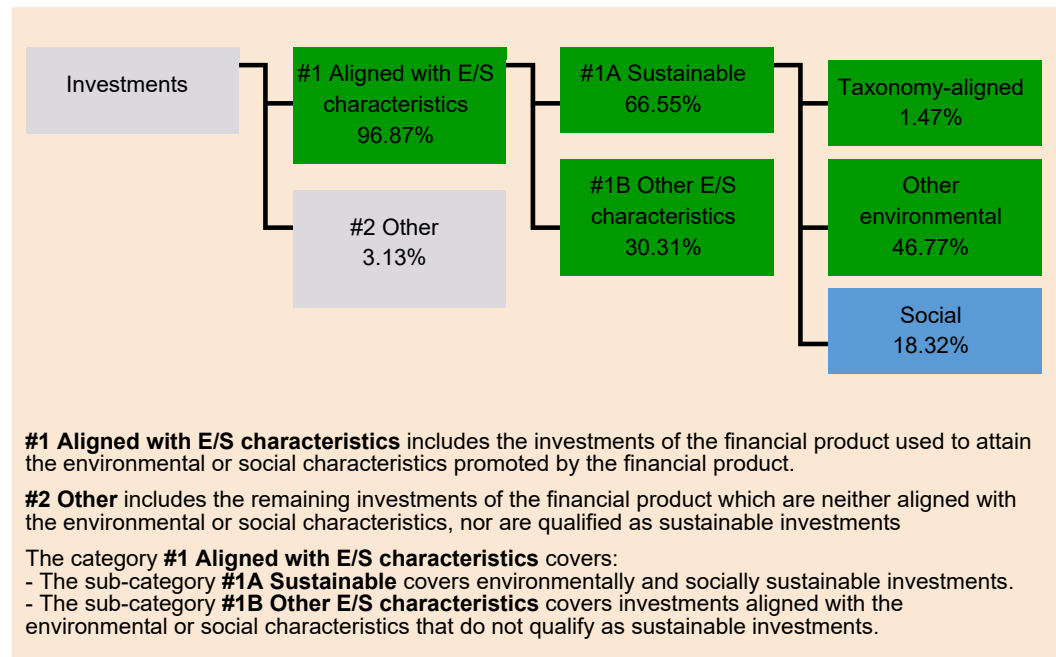 Investments
#1 Aligned with E/S
characteristics
96.87%
#2 Other
3.13%
#1A Sustainable
66.55%
#1B Other E/S
characteristics
30.31%
Taxonomy-aligned
1.47%
Other
environmental
46.77%
Social
18.32%
#1 Aligned with E/S characteristics includes the investments of the financial product used to attain
the environmental or social characteristics promoted by the financial product.
#2 Other includes the remaining investments of the financial product which are neither aligned with
the environmental or social characteristics, nor are qualified as sustainable investments
The category #1 Aligned with E/S characteristics covers:
- The sub-category #1A Sustainable covers environmentally and socially sustainable investments.
- The sub-category #1B Other E/S characteristics covers investments aligned with the
environmental or social characteristics that do not qualify as sustainable investments.